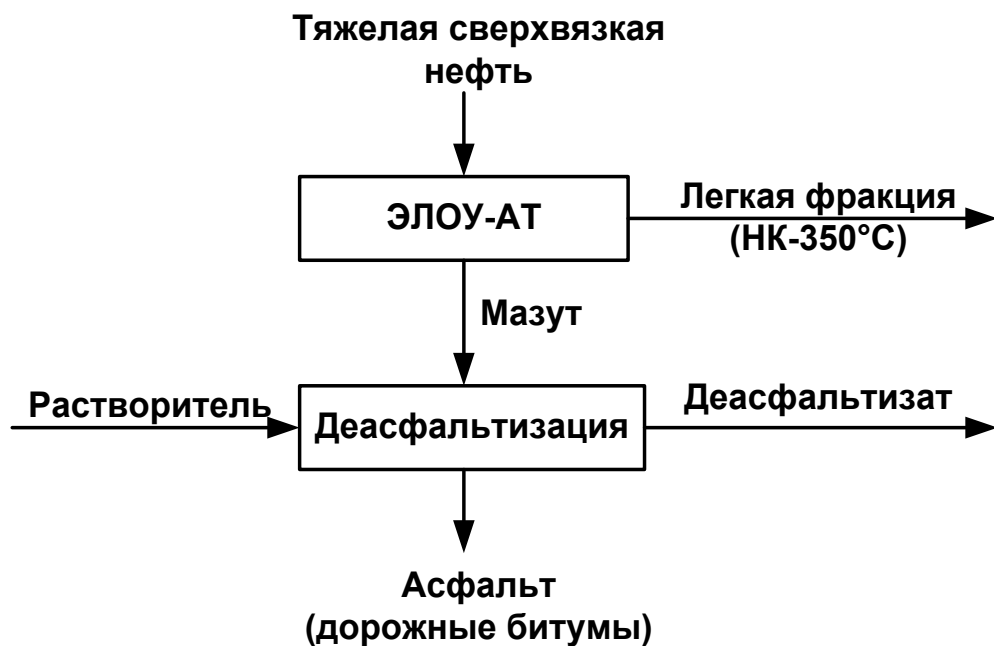 Тяжелая сверхвязкая
нефть
ЭЛОУ-АТ
Легкая фракция
(НК-350°С)
Мазут
Растворитель
Деасфальтизация
Деасфальтизат
Асфальт
(дорожные битумы)